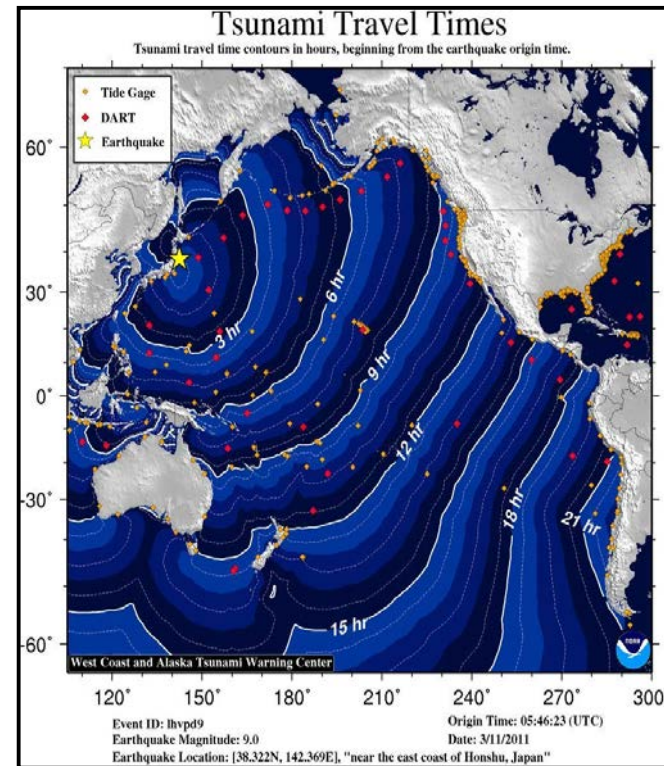 Tsunami Travel Times
Tsunami travel time contours in hours, beginning from the earthquake origin time.
Tide Gage
DART
Earthquake
60°
30°
0°
-30°
-60°
3 hr
6 hr
9 hr
12 hr
15 hr
18 hr
21 hr
noaa
West Coast and Alaska Tsunami Warning Center
120° 150° 180° 210° 240° 270° 300°
Event ID: lhvpd9 Origin Time: 05:46:23 (UTC)
Earthquake Magnitude: 9.0 Date: 3/11/2011
Earthquake Location: [38.322N, 142.369E], "near the east coast of Honshu, Japan"